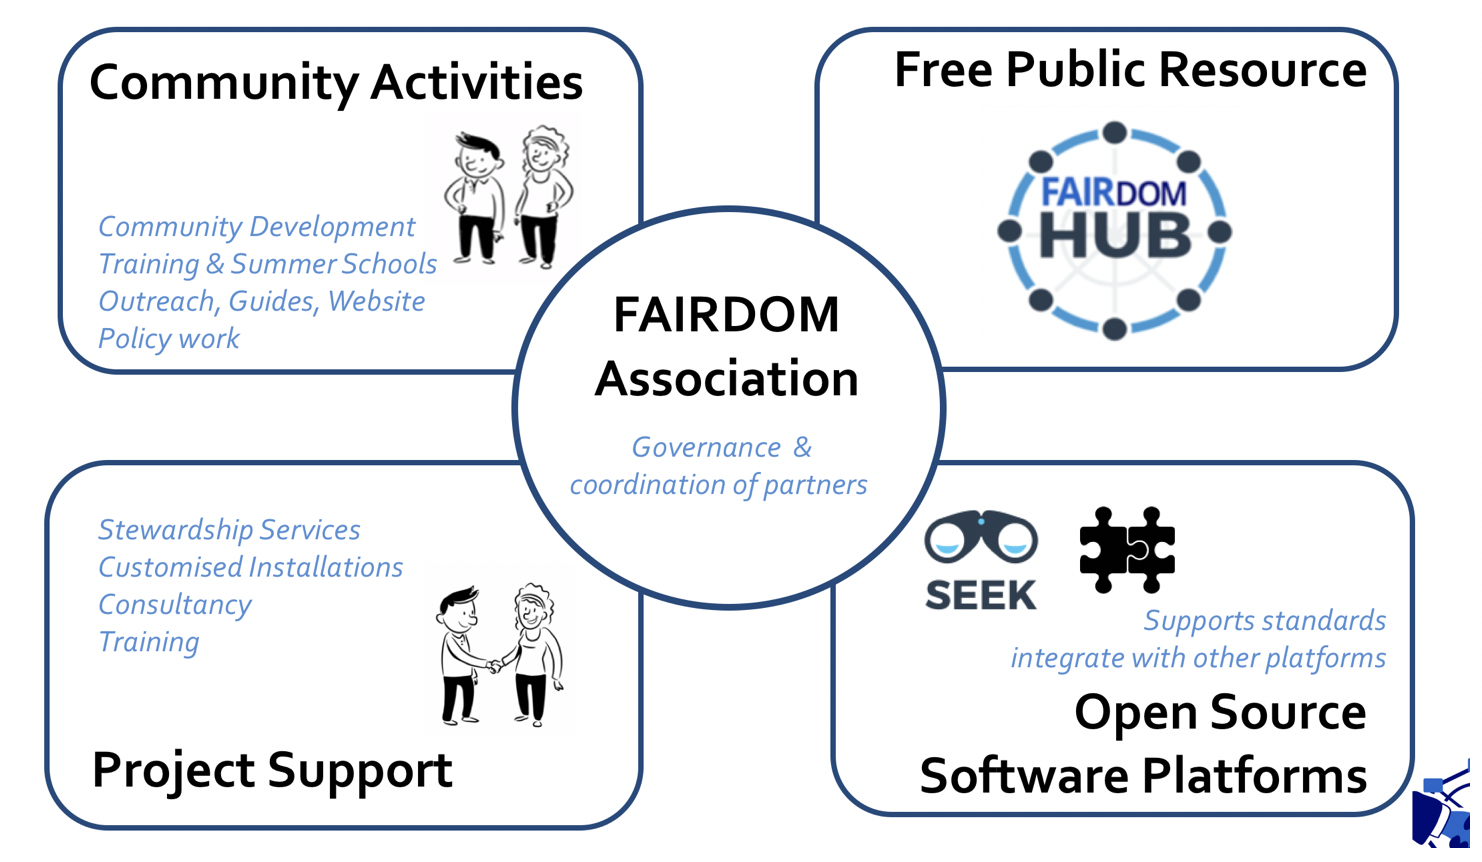 Community Activities
Community Development
Training & Summer Schools
Outreach, Guides, Website
Policy work
Free Public Resource
FAIRDOM
HUB
FAIRDOM
Association
Governance &
coordination of partners
Stewardship Services
Customised Installations
Consultancy
Training
Project Support
SEEK
Supports standards
integrate with other platforms
Open Source
Software Platforms